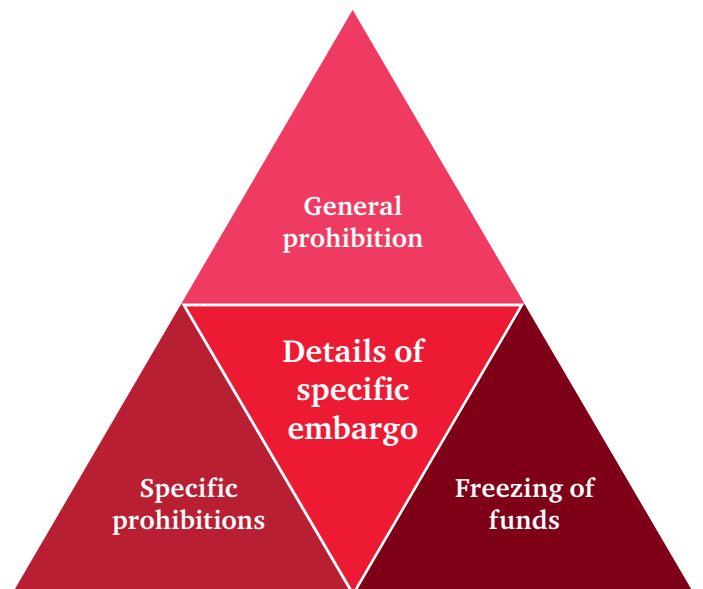 General
prohibition
Details of
specific
embargo
Specific
prohibitions
Freezing of
funds